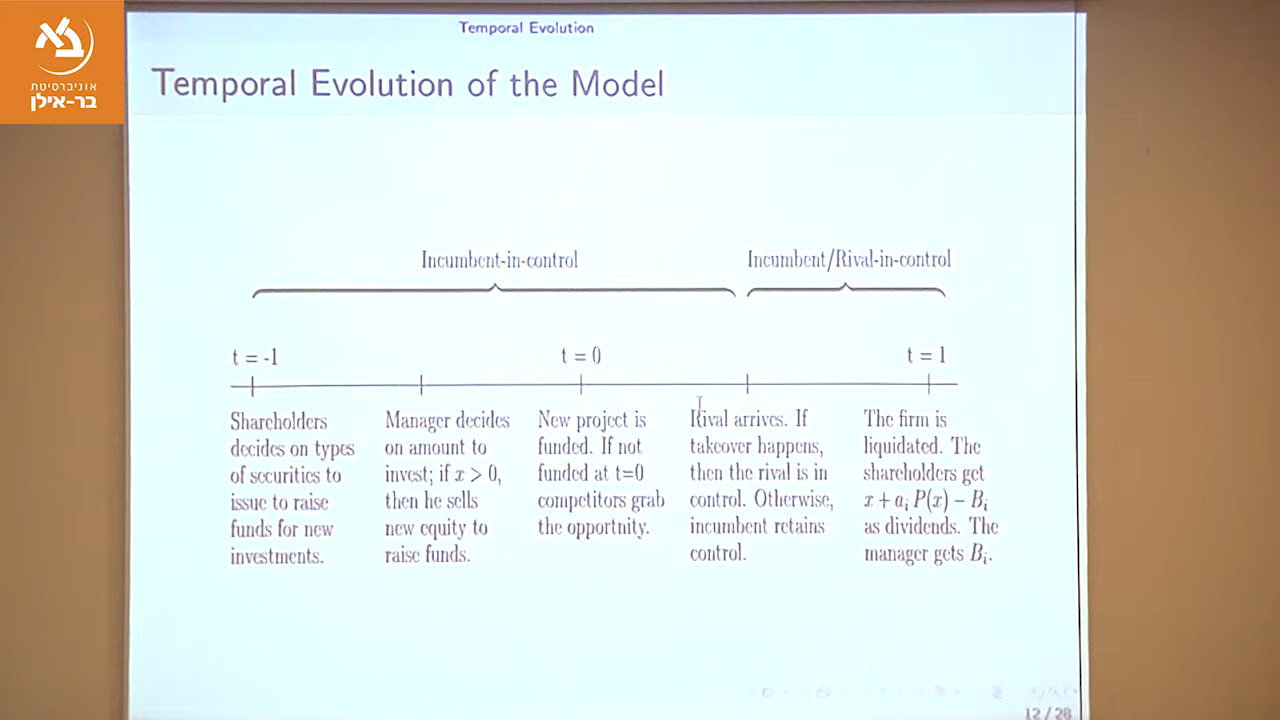 אוניברסיטת
בר-אילן
Temporal Evolution
Temporal Evolution of the Model
Incumbent-in-control
Incumbent/Rival-in-control
t = -1
t = 0
t = 1
Shareholders
decides on types
of securities to
issue to raise
funds for new
investments.
Manager decides
on amount to
invest; if x > 0,
then he sells
new equity to
raise funds.
New project is
funded. If not
funded at t=0
competitors grab
the opportnity.
Rival arrives. If
takeover happens,
then the rival is in
control. Otherwise,
incumbent retains
control.
The firm is
liquidated. The
shareholders get
x + aᵢ P(x) − Bᵢ
as dividends. The
manager gets Bᵢ.
12 / 28